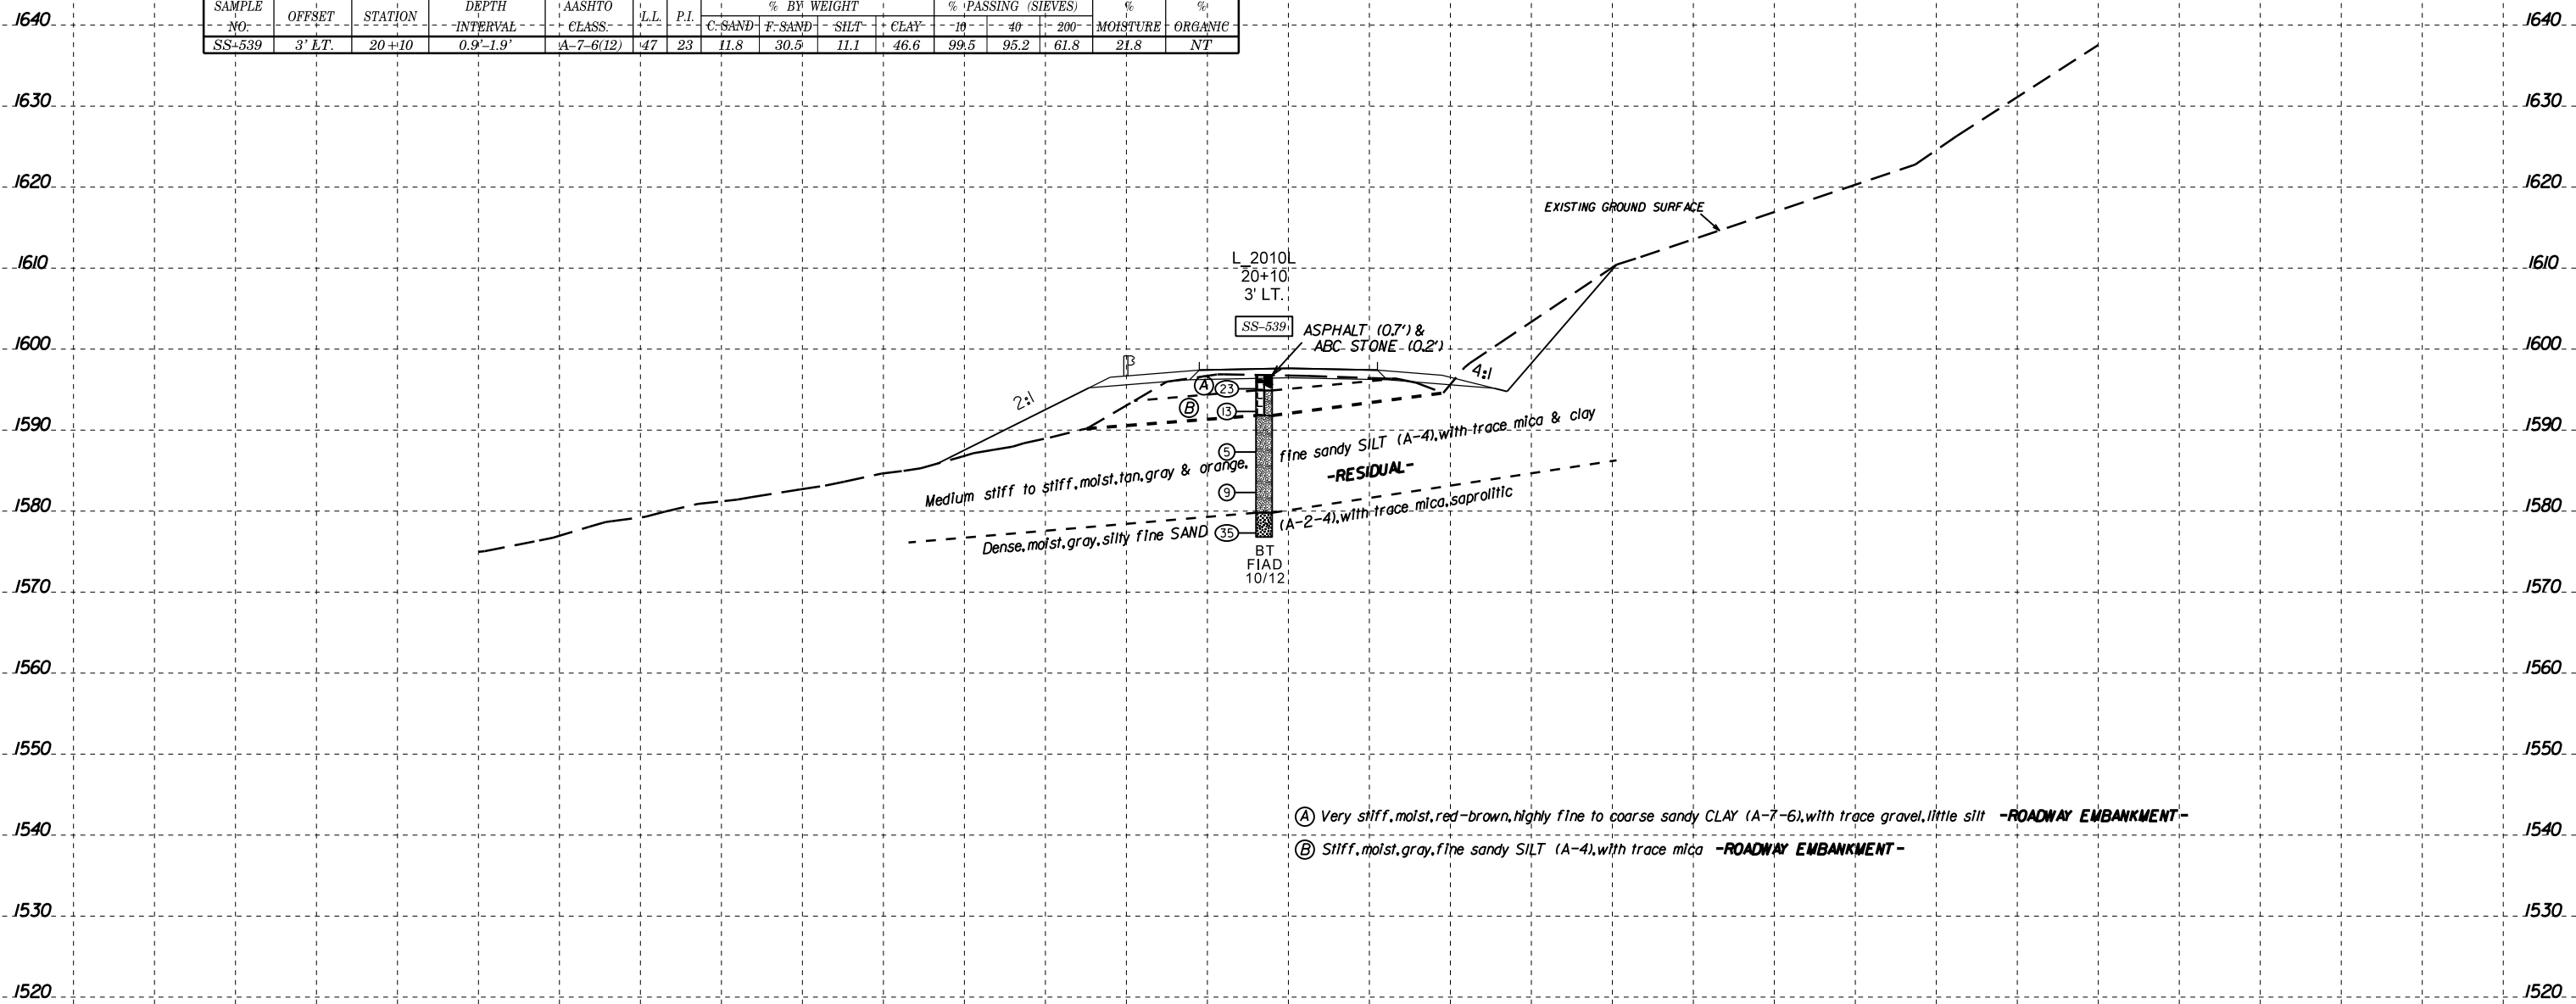 SAMPLE NO. OFFSET STATION DEPTH INTERVAL AASHTO CLASS. L.L. P.I. % BY WEIGHT C. SAND F. SAND SILT CLAY % PASSING (SIEVES) 10 40 200 % MOISTURE % ORGANIC
SS-539 3' LT. 20+10 0.9'-1.9' A-7-6(12) 47 23 11.8 30.5 11.1 46.6 99.5 95.2 61.8 21.8 NT
1640 1640
1630 1630
1620 1620
EXISTING GROUND SURFACE
1610 1610
L_2010L
20+10
3' LT.
SS-539
ASPHALT (0.7') &
ABC STONE (0.2')
1600 1600
4:1
2:1
A 23
B 13
1590 1590
5
Medium stiff to stiff, moist, tan, gray & orange, fine sandy SILT (A-4), with trace mica & clay
-RESIDUAL-
9
1580 1580
Dense, moist, gray, silty fine SAND (A-2-4), with trace mica, saprolitic
35
BT
FIAD
10/12
1570 1570
1560 1560
1550 1550
A Very stiff, moist, red-brown, highly fine to coarse sandy CLAY (A-7-6), with trace gravel, little silt -ROADWAY EMBANKMENT-
1540 1540
B Stiff, moist, gray, fine sandy SILT (A-4), with trace mica -ROADWAY EMBANKMENT-
1530 1530
1520 1520